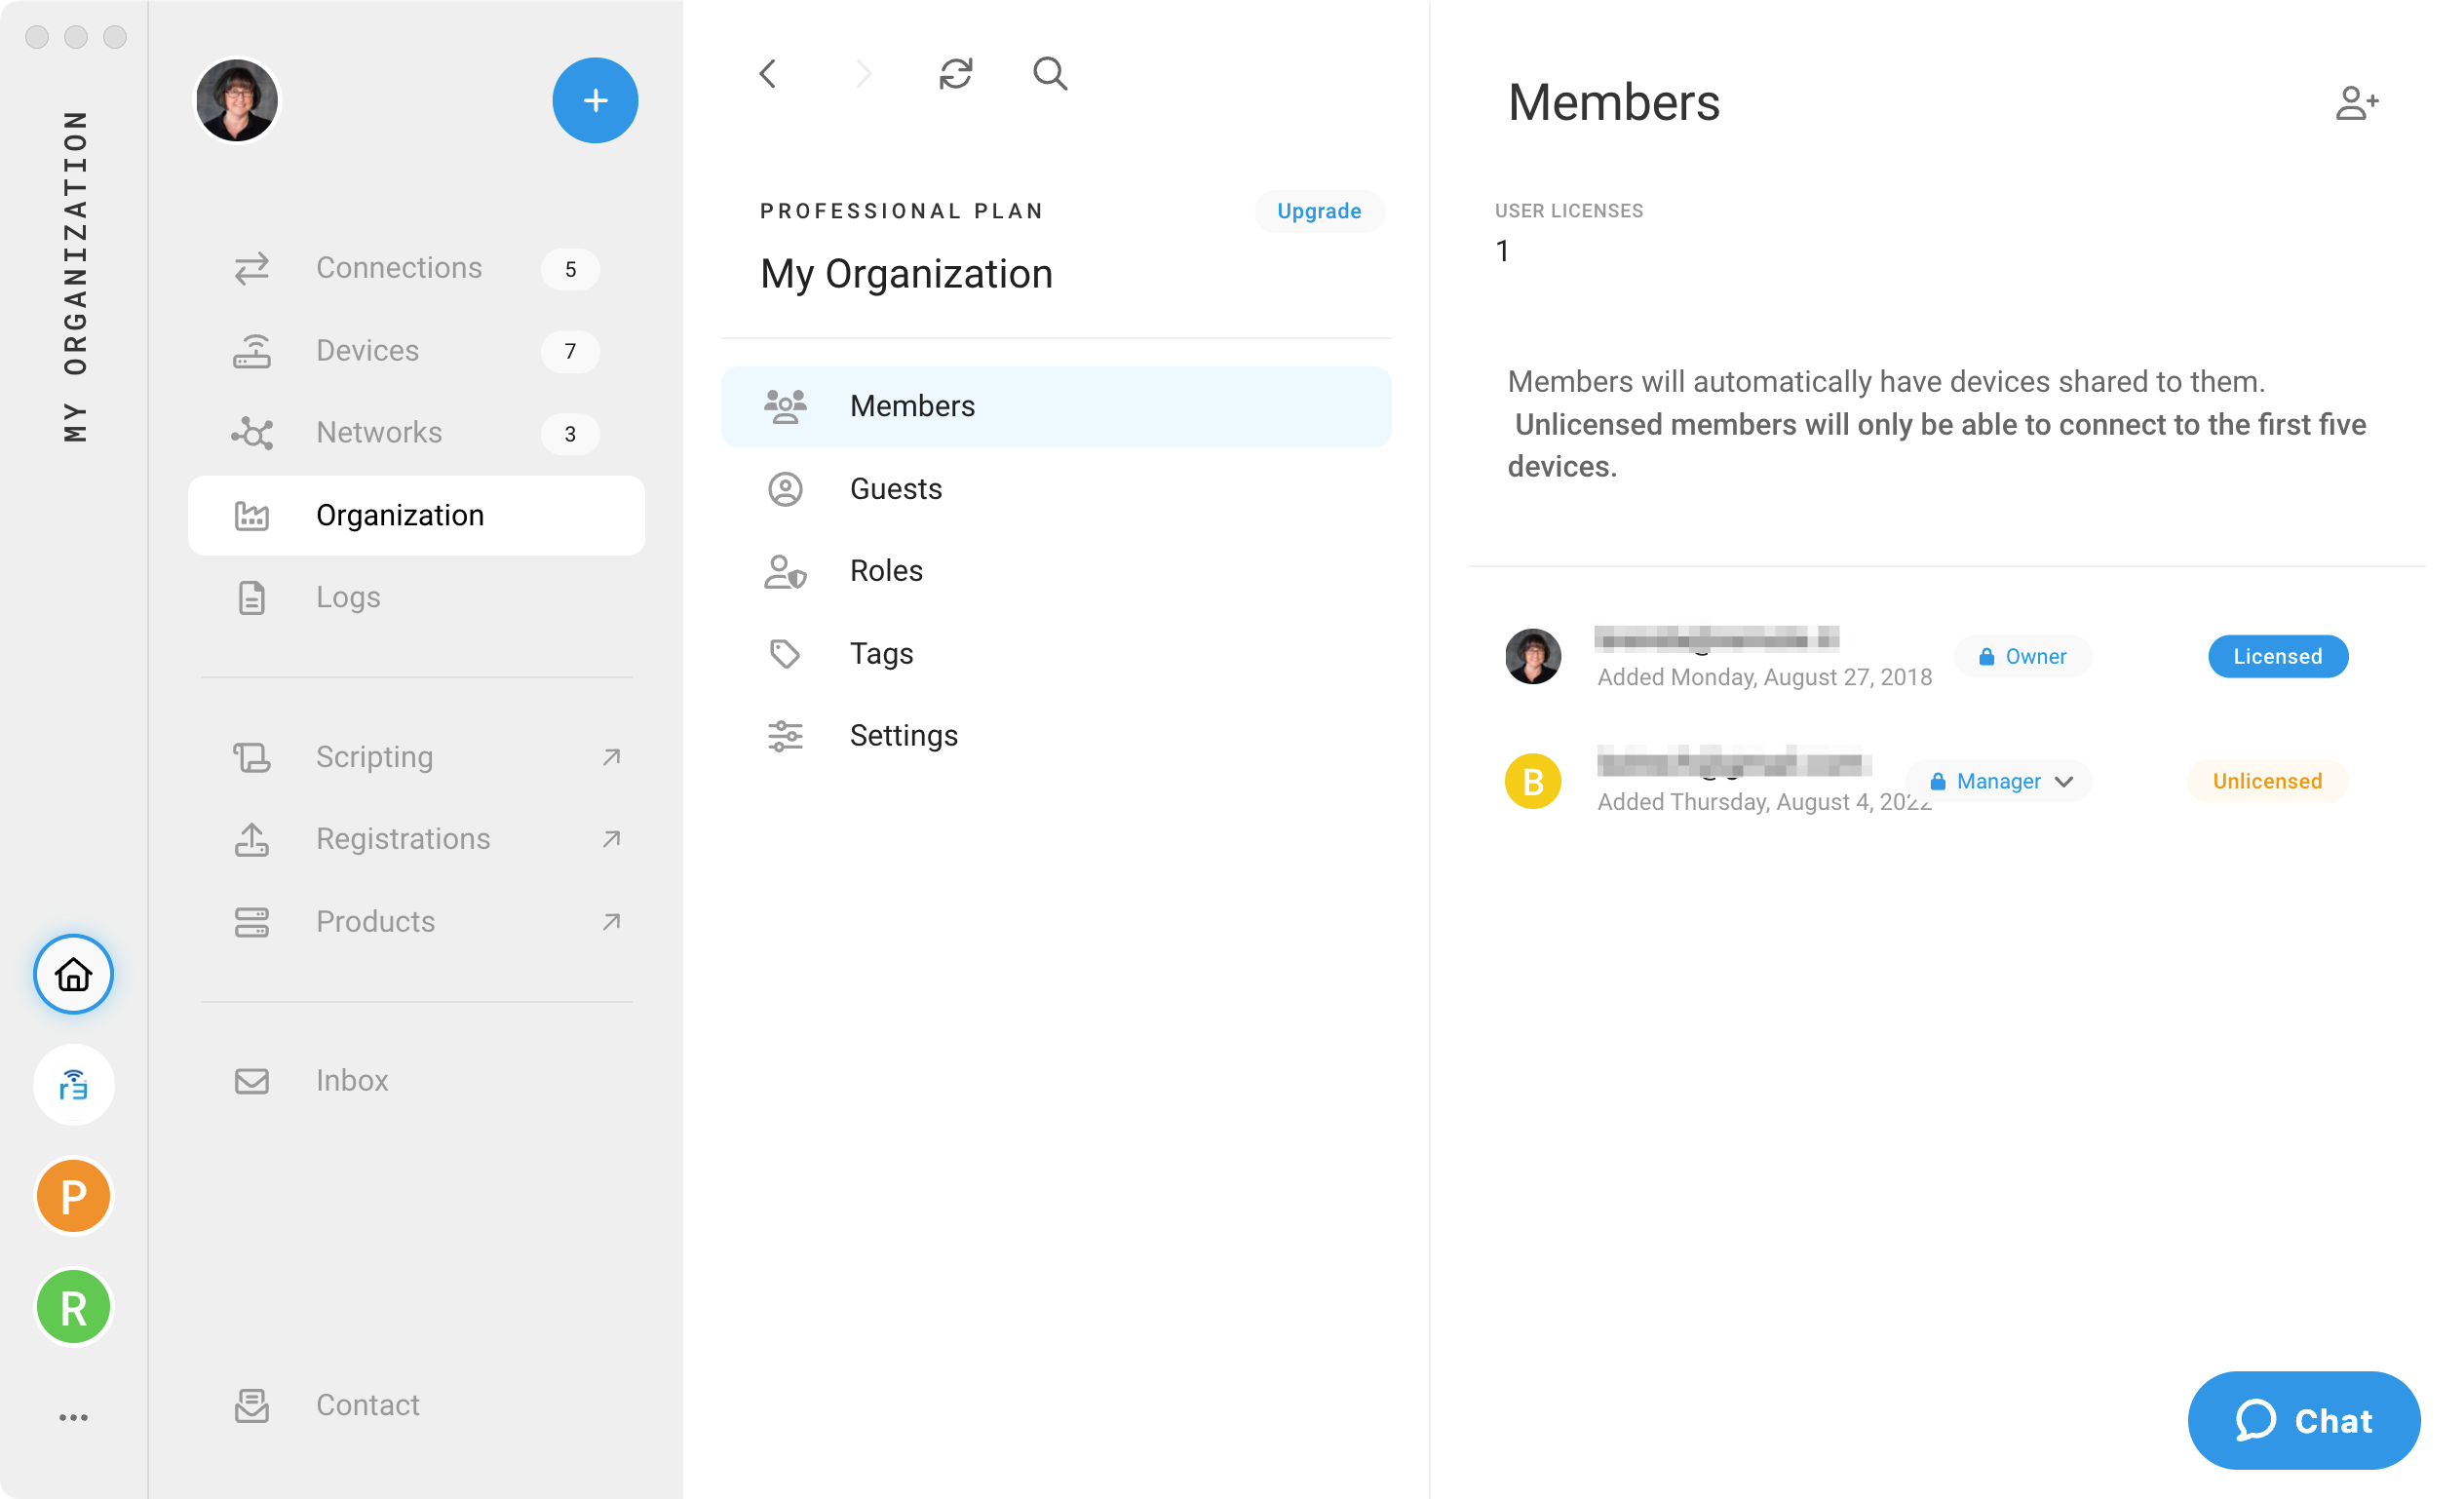 MY ORGANIZATION
Connections 5
Devices 7
Networks 3
Organization
Logs
Scripting
Registrations
Products
Inbox
Contact
r3
P
R
PROFESSIONAL PLAN
Upgrade
My Organization
Members
Guests
Roles
Tags
Settings
Members
USER LICENSES
1
Members will automatically have devices shared to them.
Unlicensed members will only be able to connect to the first five
devices.
Added Monday, August 27, 2018
Owner
Licensed
B
Added Thursday, August 4, 2022
Manager
Unlicensed
Chat